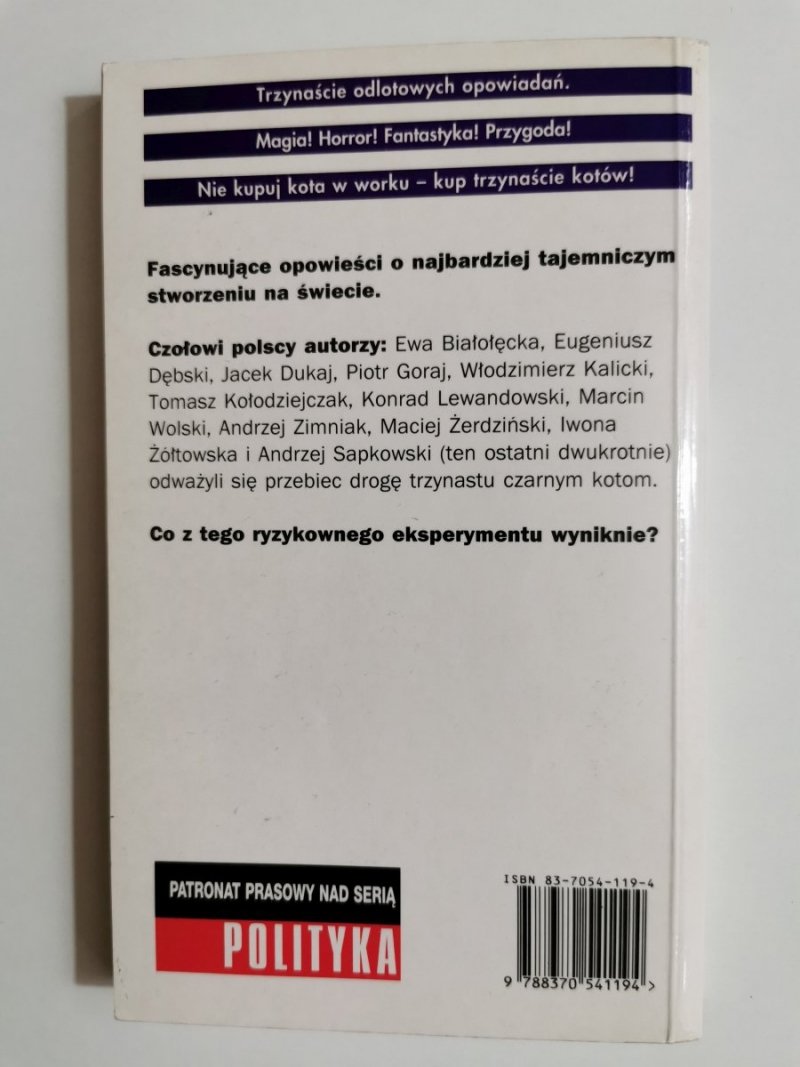 Trzynaście odlotowych opowiadań.
Magia! Horror! Fantastyka! Przygoda!
Nie kupuj kota w worku – kup trzynaście kotów!
Fascynujące opowieści o najbardziej tajemniczym
stworzeniu na świecie.
Czołowi polscy autorzy: Ewa Białołęcka, Eugeniusz
Dębski, Jacek Dukaj, Piotr Goraj, Włodzimierz Kalicki,
Tomasz Kołodziejczak, Konrad Lewandowski, Marcin
Wolski, Andrzej Zimniak, Maciej Żerdziński, Iwona
Żółtowska i Andrzej Sapkowski (ten ostatni dwukrotnie)
odważyli się przebiec drogę trzynastu czarnym kotom.
Co z tego ryzykownego eksperymentu wyniknie?
PATRONAT PRASOWY NAD SERIĄ
POLITYKA
ISBN 83-7054-119-4
9 788370 541194 >